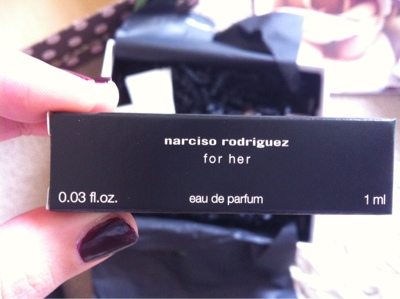 narciso rodriguez
for her
0.03 fl.oz. eau de parfum 1 ml